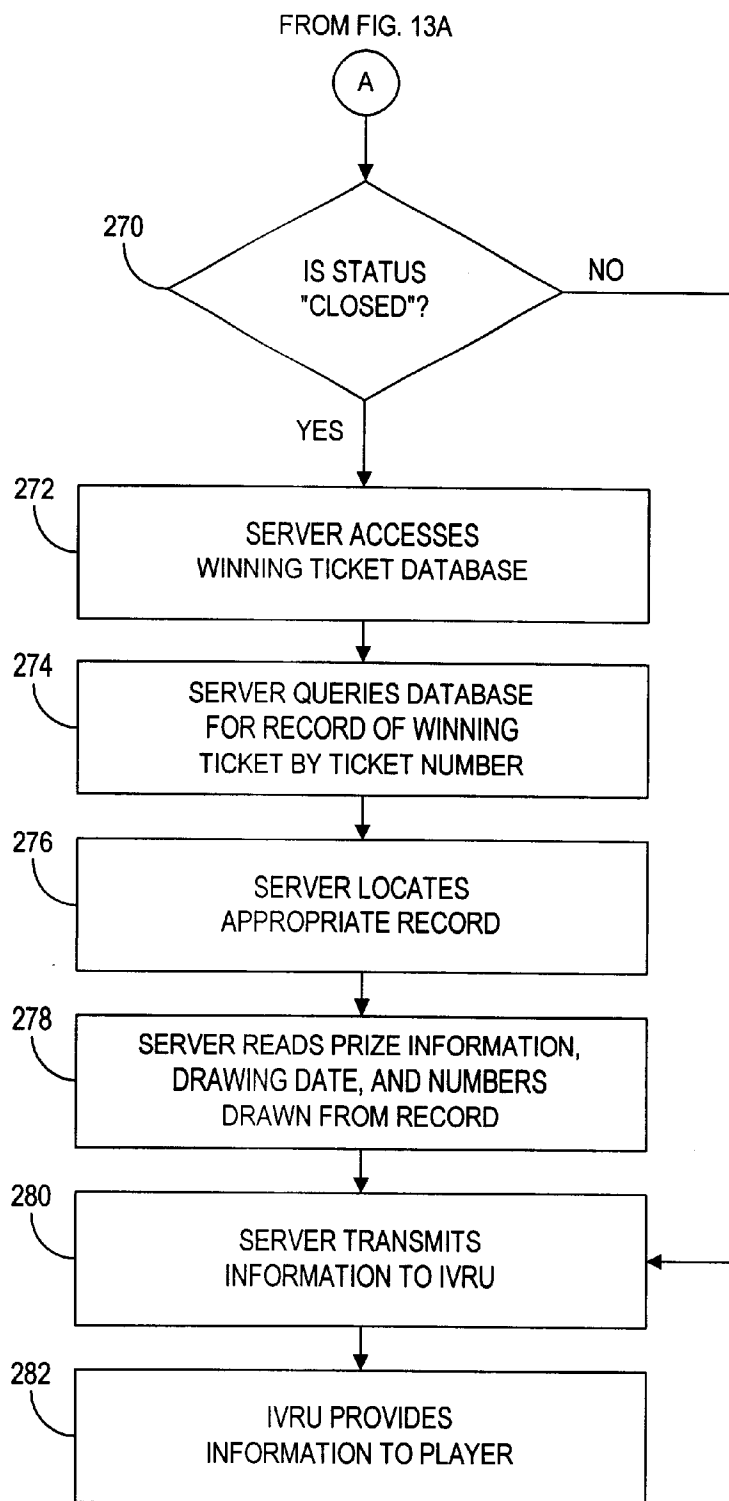 FROM FIG. 13A
A
270
IS STATUS
"CLOSED"?
NO
YES
272
SERVER ACCESSES
WINNING TICKET DATABASE
274
SERVER QUERIES DATABASE
FOR RECORD OF WINNING
TICKET BY TICKET NUMBER
276
SERVER LOCATES
APPROPRIATE RECORD
278
SERVER READS PRIZE INFORMATION,
DRAWING DATE, AND NUMBERS
DRAWN FROM RECORD
280
SERVER TRANSMITS
INFORMATION TO IVRU
282
IVRU PROVIDES
INFORMATION TO PLAYER